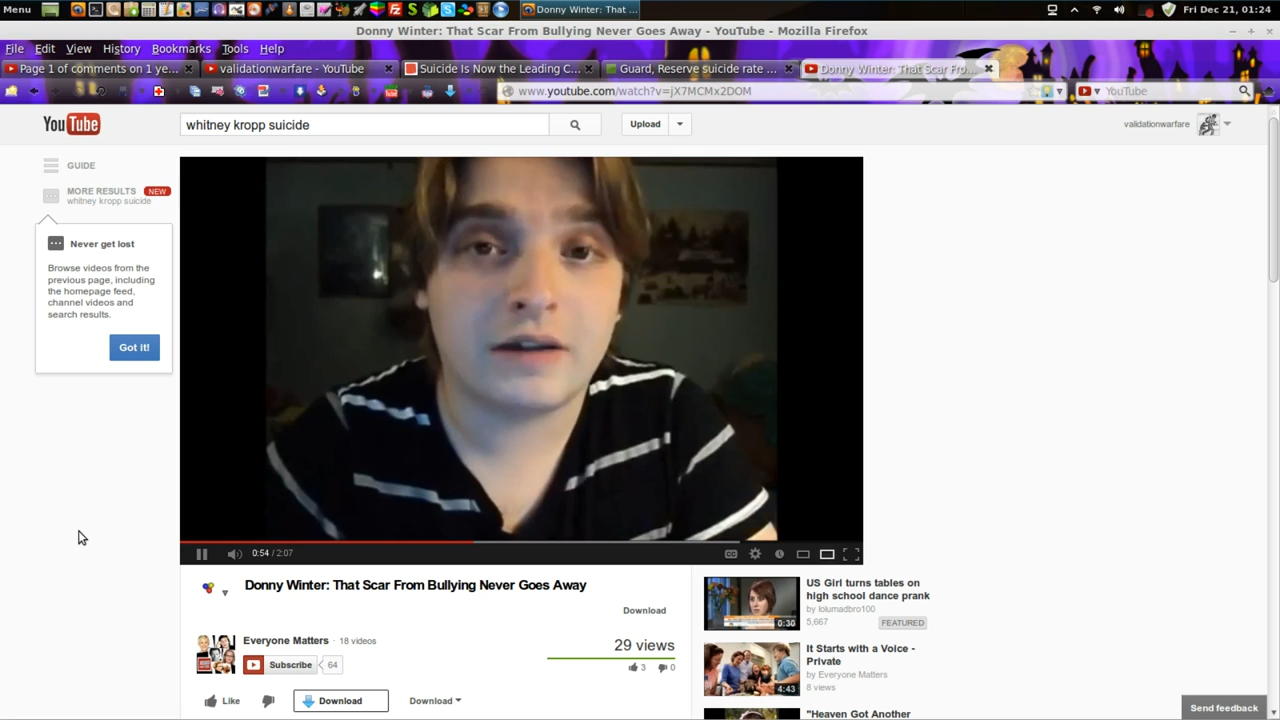 Menu
Donny Winter: That ...
Fri Dec 21, 01:24
Donny Winter: That Scar From Bullying Never Goes Away - YouTube - Mozilla Firefox
File Edit View History Bookmarks Tools Help
Page 1 of comments on 1 ye...
validationwarfare - YouTube
Suicide Is Now the Leading C...
Guard, Reserve suicide rate ...
Donny Winter: That Scar Fro...
www.youtube.com/watch?v=jX7MCMx2DOM
YouTube
YouTube
whitney kropp suicide
Upload
validationwarfare
GUIDE
MORE RESULTS NEW
whitney kropp suicide
Never get lost
Browse videos from the
previous page, including
the homepage feed,
channel videos and
search results.
Got it!
0:54 / 2:07
Donny Winter: That Scar From Bullying Never Goes Away
Download
Everyone Matters · 18 videos
Subscribe 64
29 views
3 0
Like
Download
Download
0:30
US Girl turns tables on
high school dance prank
by lolumadbro100
5,667 FEATURED
4:43
It Starts with a Voice -
Private
by Everyone Matters
8 views
"Heaven Got Another
Send feedback